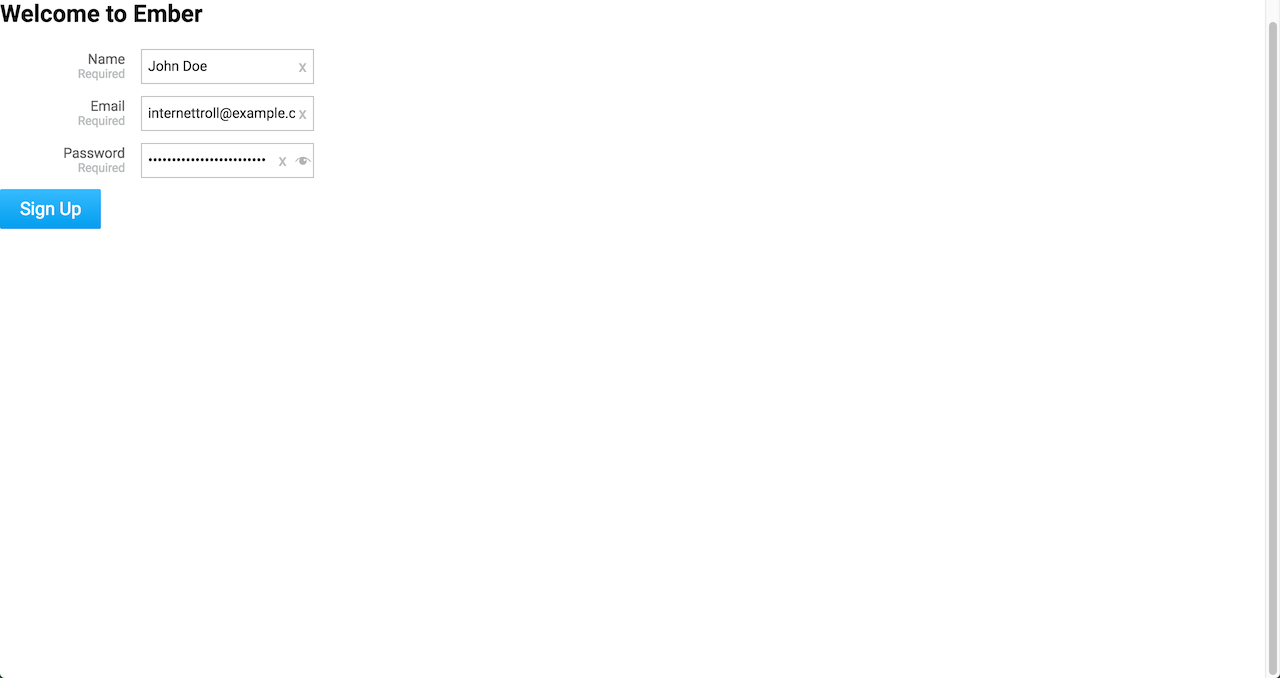 Welcome to Ember
Name
Required
John Doe
x
Email
Required
internettroll@example.c
x
Password
Required
•••••••••••••••••••••••••
x
Sign Up